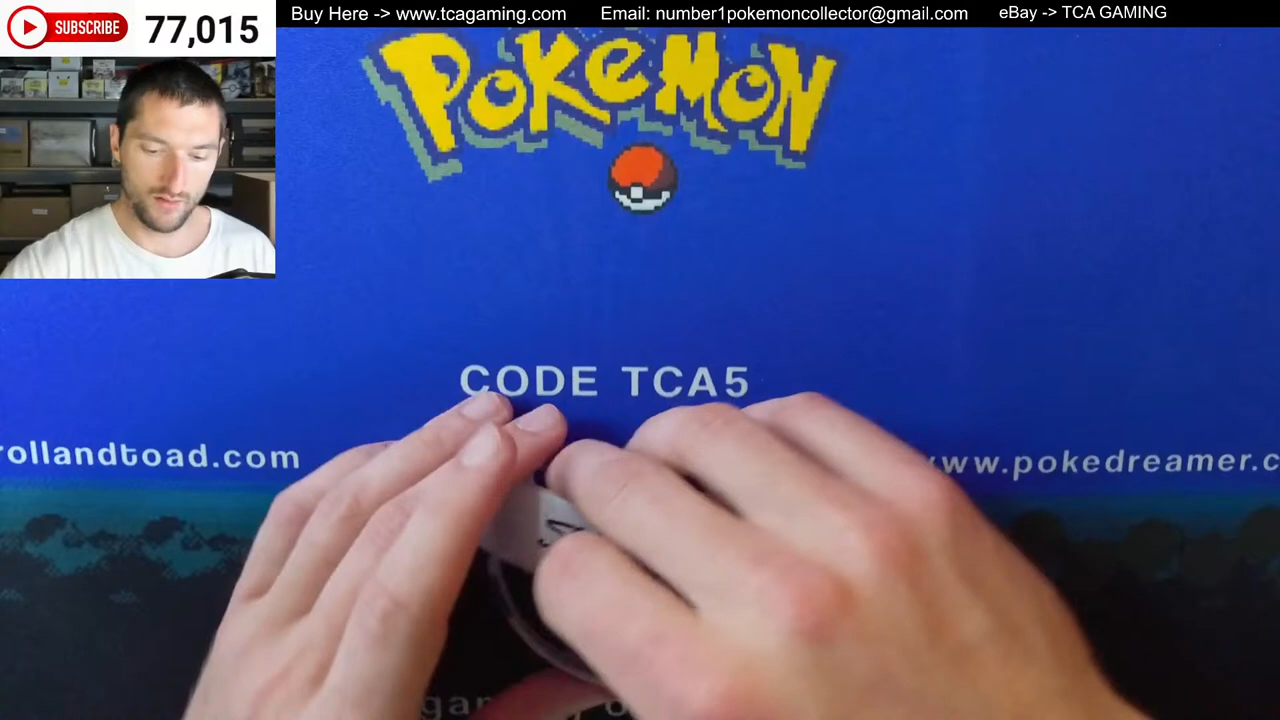 SUBSCRIBE 77,015
Buy Here -> www.tcagaming.com Email: number1pokemoncollector@gmail.com eBay -> TCA GAMING
POKéMON
CODE TCA5
rollandtoad.com
www.pokedreamer.c